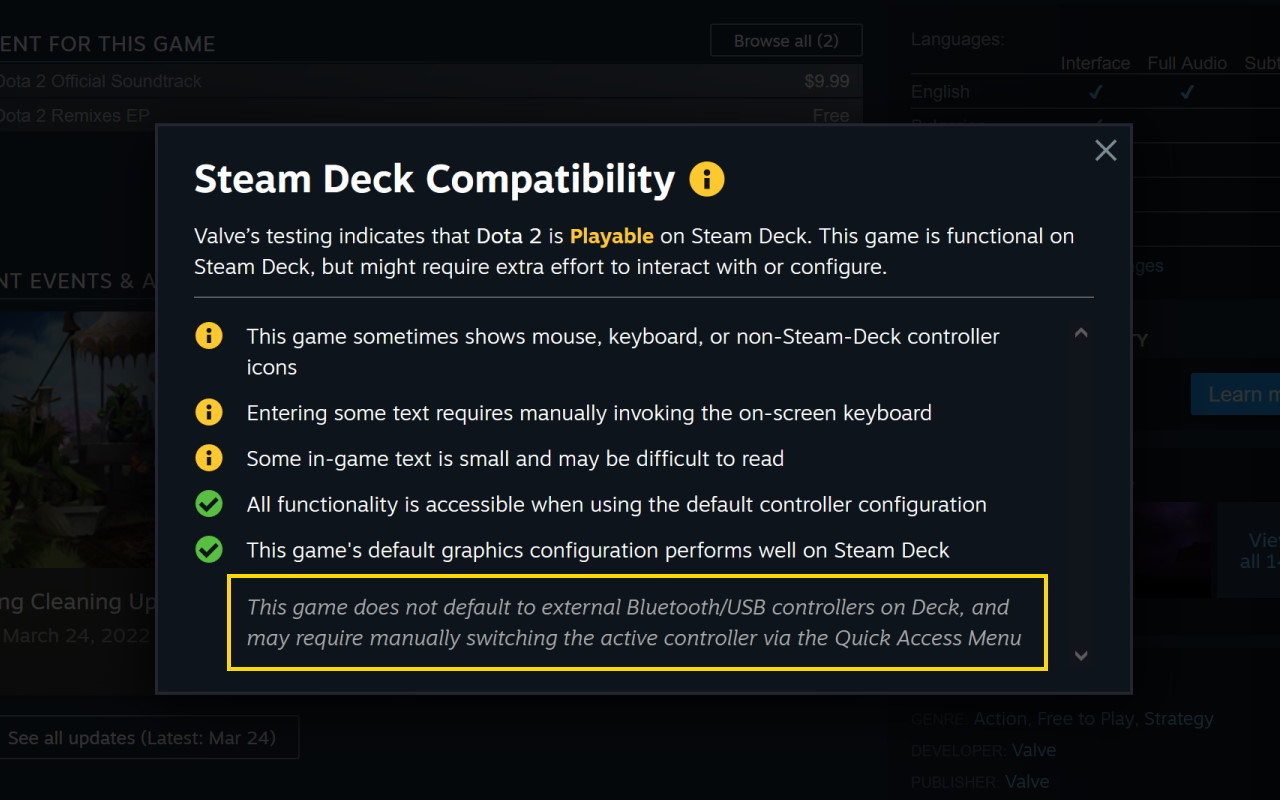 ENT FOR THIS GAME
Browse all (2)
Dota 2 Official Soundtrack
$9.99
Dota 2 Remixes EP
Free
Languages:
Interface Full Audio
English
Steam Deck Compatibility
Valve's testing indicates that Dota 2 is Playable on Steam Deck. This game is functional on
Steam Deck, but might require extra effort to interact with or configure.
This game sometimes shows mouse, keyboard, or non-Steam-Deck controller
icons
Entering some text requires manually invoking the on-screen keyboard
Some in-game text is small and may be difficult to read
All functionality is accessible when using the default controller configuration
This game's default graphics configuration performs well on Steam Deck
This game does not default to external Bluetooth/USB controllers on Deck, and
may require manually switching the active controller via the Quick Access Menu
NT EVENTS & A
ng Cleaning Up
March 24, 2022
See all updates (Latest: Mar 24)
Learn m
Vie
all 1
GENRE: Action, Free to Play, Strategy
DEVELOPER: Valve
PUBLISHER: Valve